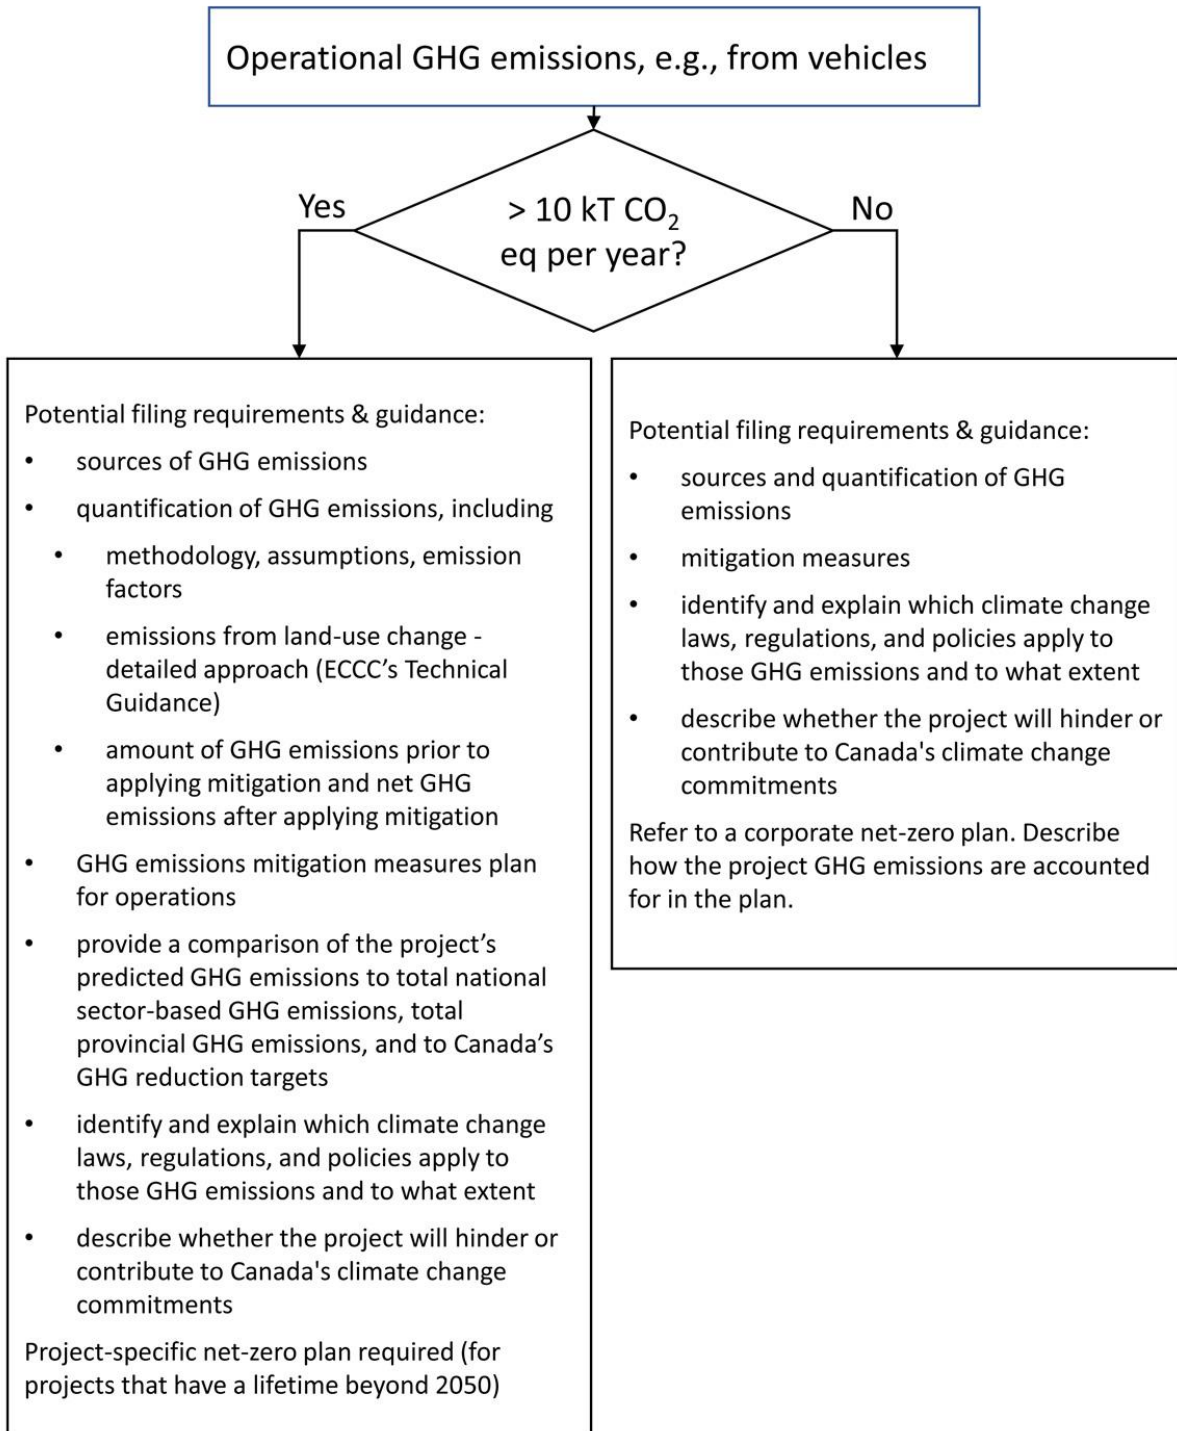 Operational GHG emissions, e.g., from vehicles
Yes
> 10 kT CO₂
eq per year?
No
Potential filing requirements & guidance:
• sources of GHG emissions
• quantification of GHG emissions, including
• methodology, assumptions, emission
factors
• emissions from land-use change -
detailed approach (ECCC's Technical
Guidance)
• amount of GHG emissions prior to
applying mitigation and net GHG
emissions after applying mitigation
• GHG emissions mitigation measures plan
for operations
• provide a comparison of the project's
predicted GHG emissions to total national
sector-based GHG emissions, total
provincial GHG emissions, and to Canada's
GHG reduction targets
• identify and explain which climate change
laws, regulations, and policies apply to
those GHG emissions and to what extent
• describe whether the project will hinder or
contribute to Canada's climate change
commitments
Project-specific net-zero plan required (for
projects that have a lifetime beyond 2050)
Potential filing requirements & guidance:
• sources and quantification of GHG
emissions
• mitigation measures
• identify and explain which climate change
laws, regulations, and policies apply to
those GHG emissions and to what extent
• describe whether the project will hinder or
contribute to Canada's climate change
commitments
Refer to a corporate net-zero plan. Describe
how the project GHG emissions are accounted
for in the plan.